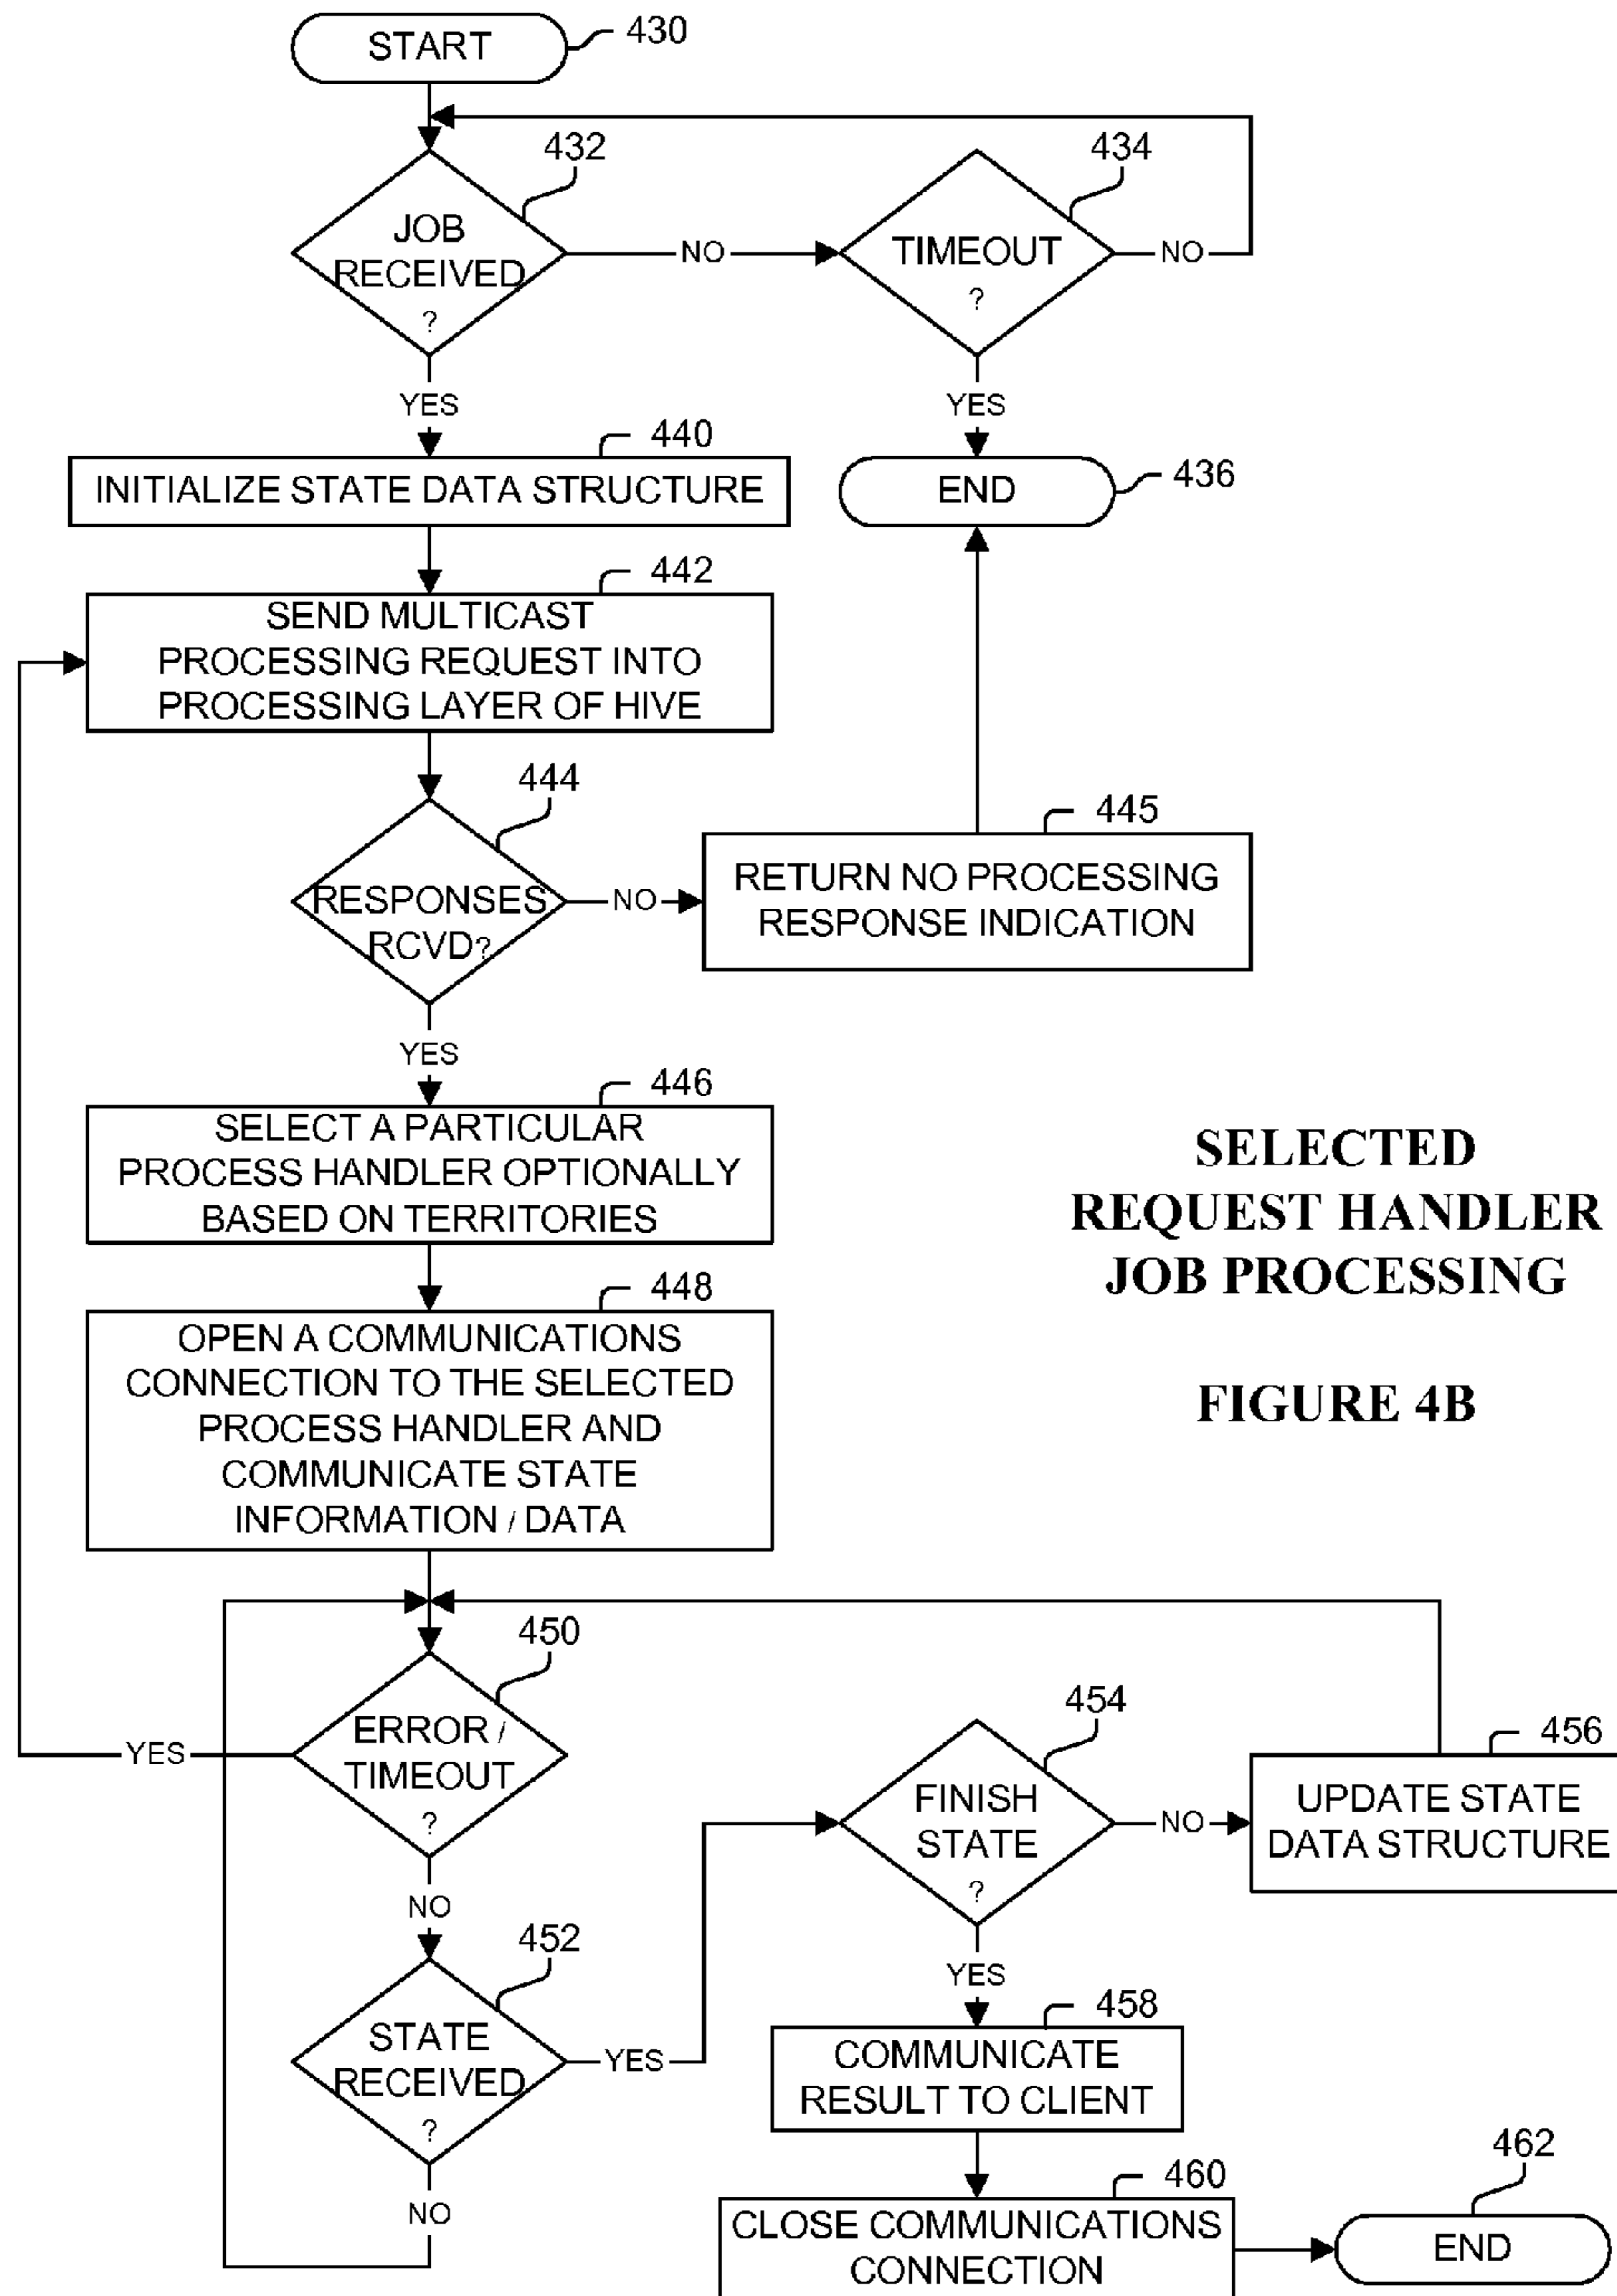 START
430
432
434
JOB
RECEIVED
?
NO
TIMEOUT
?
NO
YES
YES
440
INITIALIZE STATE DATA STRUCTURE
END
436
442
SEND MULTICAST
PROCESSING REQUEST INTO
PROCESSING LAYER OF HIVE
444
RESPONSES
RCVD?
NO
445
RETURN NO PROCESSING
RESPONSE INDICATION
YES
446
SELECT A PARTICULAR
PROCESS HANDLER OPTIONALLY
BASED ON TERRITORIES
SELECTED
REQUEST HANDLER
JOB PROCESSING
FIGURE 4B
448
OPEN A COMMUNICATIONS
CONNECTION TO THE SELECTED
PROCESS HANDLER AND
COMMUNICATE STATE
INFORMATION / DATA
450
ERROR /
TIMEOUT
?
YES
NO
452
STATE
RECEIVED
?
YES
NO
454
FINISH
STATE
?
NO
456
UPDATE STATE
DATA STRUCTURE
YES
458
COMMUNICATE
RESULT TO CLIENT
460
CLOSE COMMUNICATIONS
CONNECTION
462
END